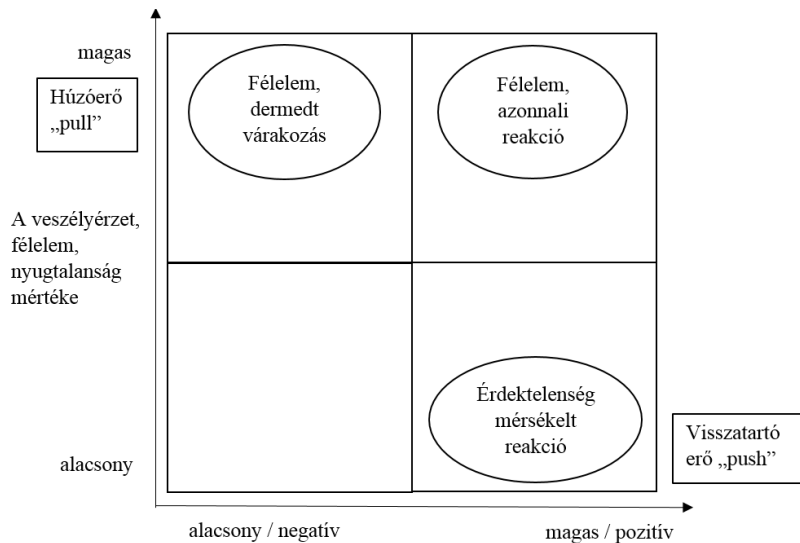 magas
Húzóerő
„pull”
Félelem,
dermedt
várakozás
Félelem,
azonnali
reakció
A veszélyérzet,
félelem,
nyugtalanság
mértéke
Érdektelenség
mérsékelt
reakció
Visszatartó
erő „push”
alacsony
alacsony / negatív
magas / pozitív